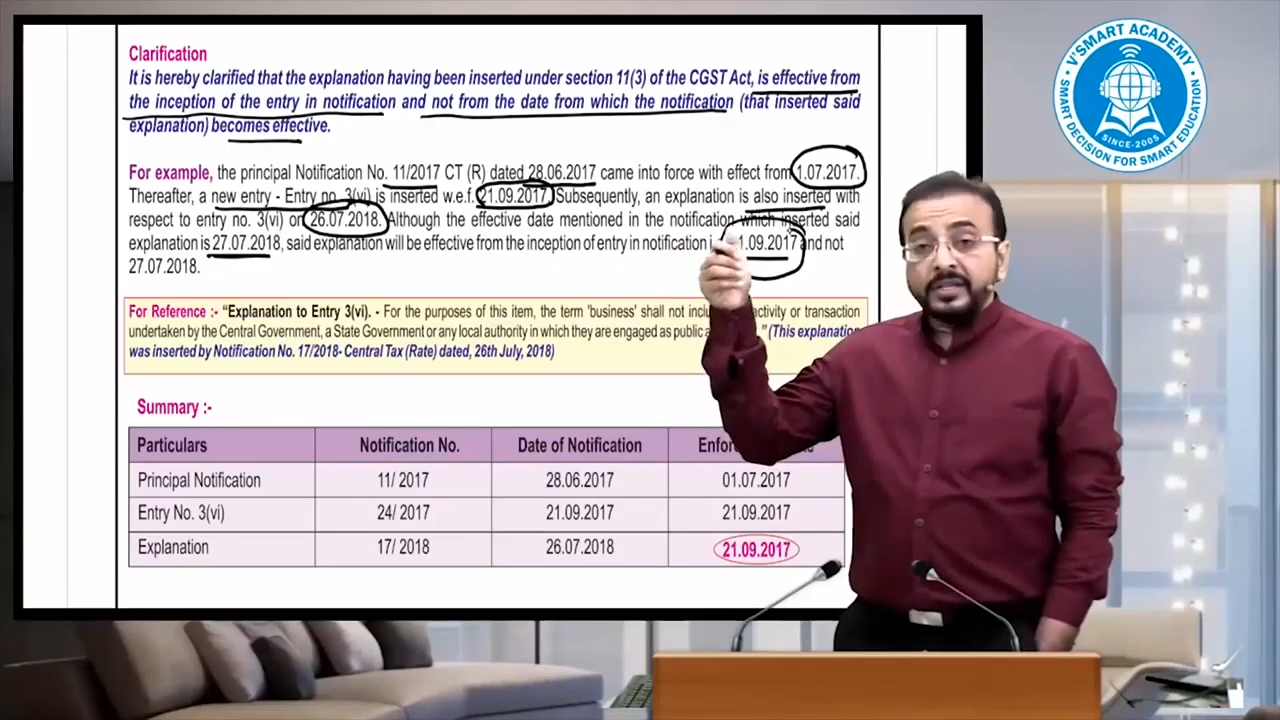 Clarification
It is hereby clarified that the explanation having been inserted under section 11(3) of the CGST Act, is effective from
the inception of the entry in notification and not from the date from which the notification (that inserted said
explanation) becomes effective.
For example, the principal Notification No. 11/2017 CT (R) dated 28.06.2017 came into force with effect from 1.07.2017.
Thereafter, a new entry - Entry no. 3(vi) is inserted w.e.f. 21.09.2017. Subsequently, an explanation is also inserted with
respect to entry no. 3(vi) on 26.07.2018. Although the effective date mentioned in the notification which inserted said
explanation is 27.07.2018, said explanation will be effective from the inception of entry in notification 1.09.2017 and not
27.07.2018.
For Reference :- “Explanation to Entry 3(vi). - For the purposes of this item, the term 'business' shall not activity or transaction
undertaken by the Central Government, a State Government or any local authority in which they are engaged as public ” (This explanation
was inserted by Notification No. 17/2018- Central Tax (Rate) dated, 26th July, 2018)
Summary :-
Particulars Notification No. Date of Notification
Principal Notification 11/ 2017 28.06.2017 01.07.2017
Entry No. 3(vi) 24/ 2017 21.09.2017 21.09.2017
Explanation 17/ 2018 26.07.2018 21.09.2017
V'SMART ACADEMY
SINCE-2005
SMART DECISION FOR SMART EDUCATION